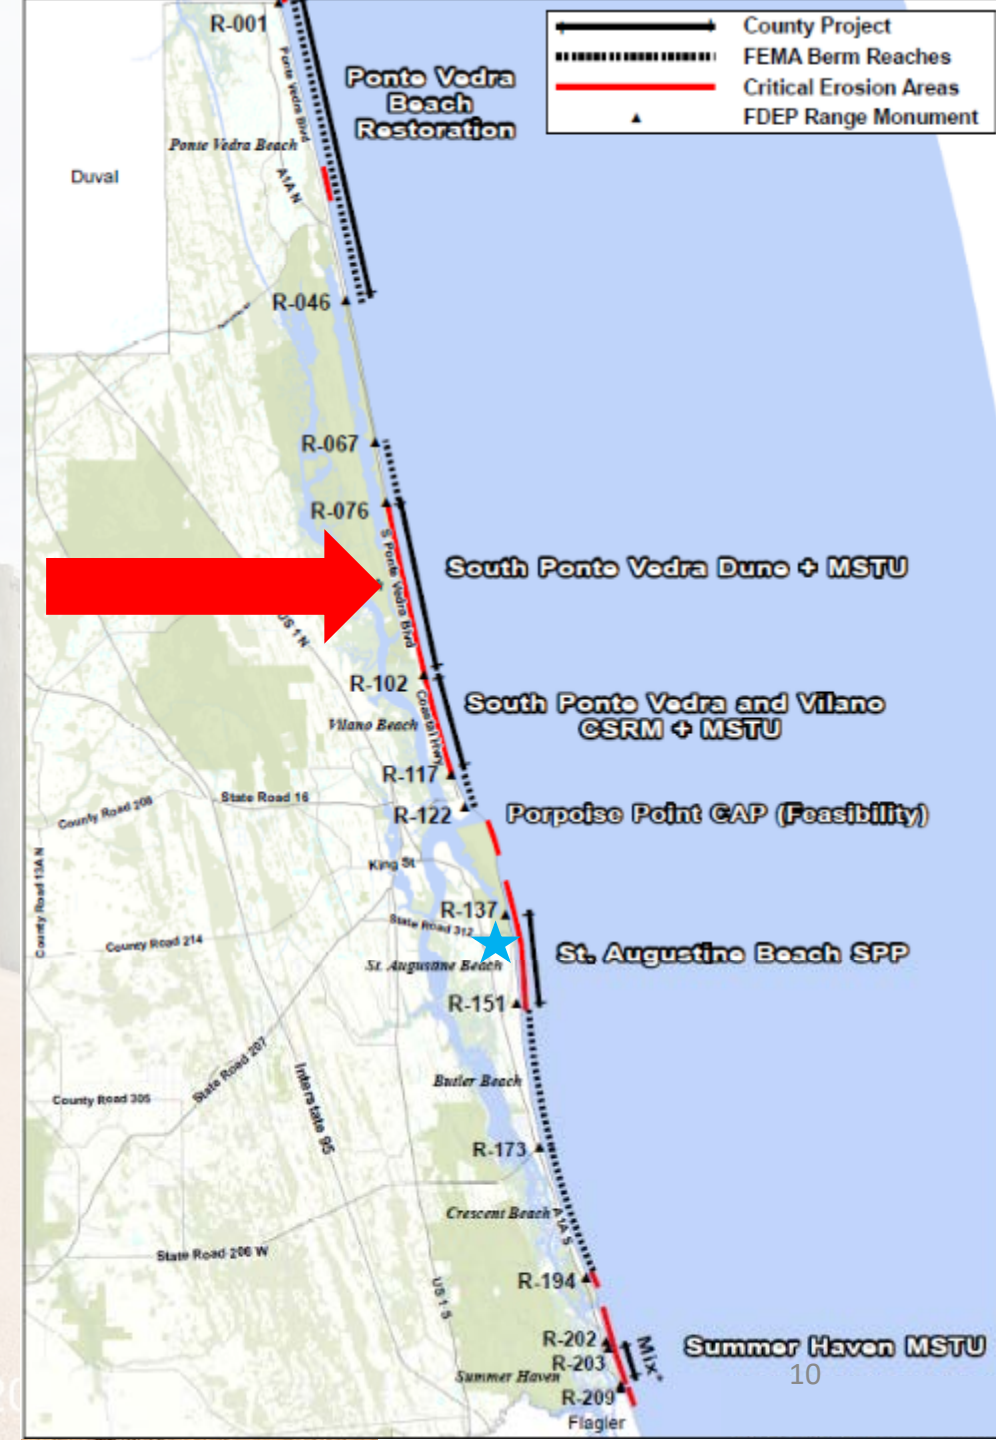 County Project
FEMA Berm Reaches
Critical Erosion Areas
FDEP Range Monument
R-001
Ponte Vedra Blvd
Ponte Vedra
Beach
Restoration
Ponte Vedra Beach
Duval
A1A N
R-046
R-067
R-076
S Ponte Vedra Blvd
South Ponte Vedra Dune + MSTU
US 1 N
R-102
Coastal Hwy
South Ponte Vedra and Vilano
CSRM + MSTU
Vilano Beach
R-117
State Road 16
County Road 208
R-122
Porpoise Point CAP (Feasibility)
King St
County Road 13A N
R-137
State Road 312
County Road 214
St. Augustine Beach SPP
St. Augustine Beach
R-151
State Road 207
Interstate 95
Butler Beach
County Road 305
R-173
Crescent Beach
A1A S
State Road 206 W
R-194
US 1 S
R-202
Mix*
Summer Haven MSTU
R-203
Summer Haven
10
R-209
Flagler